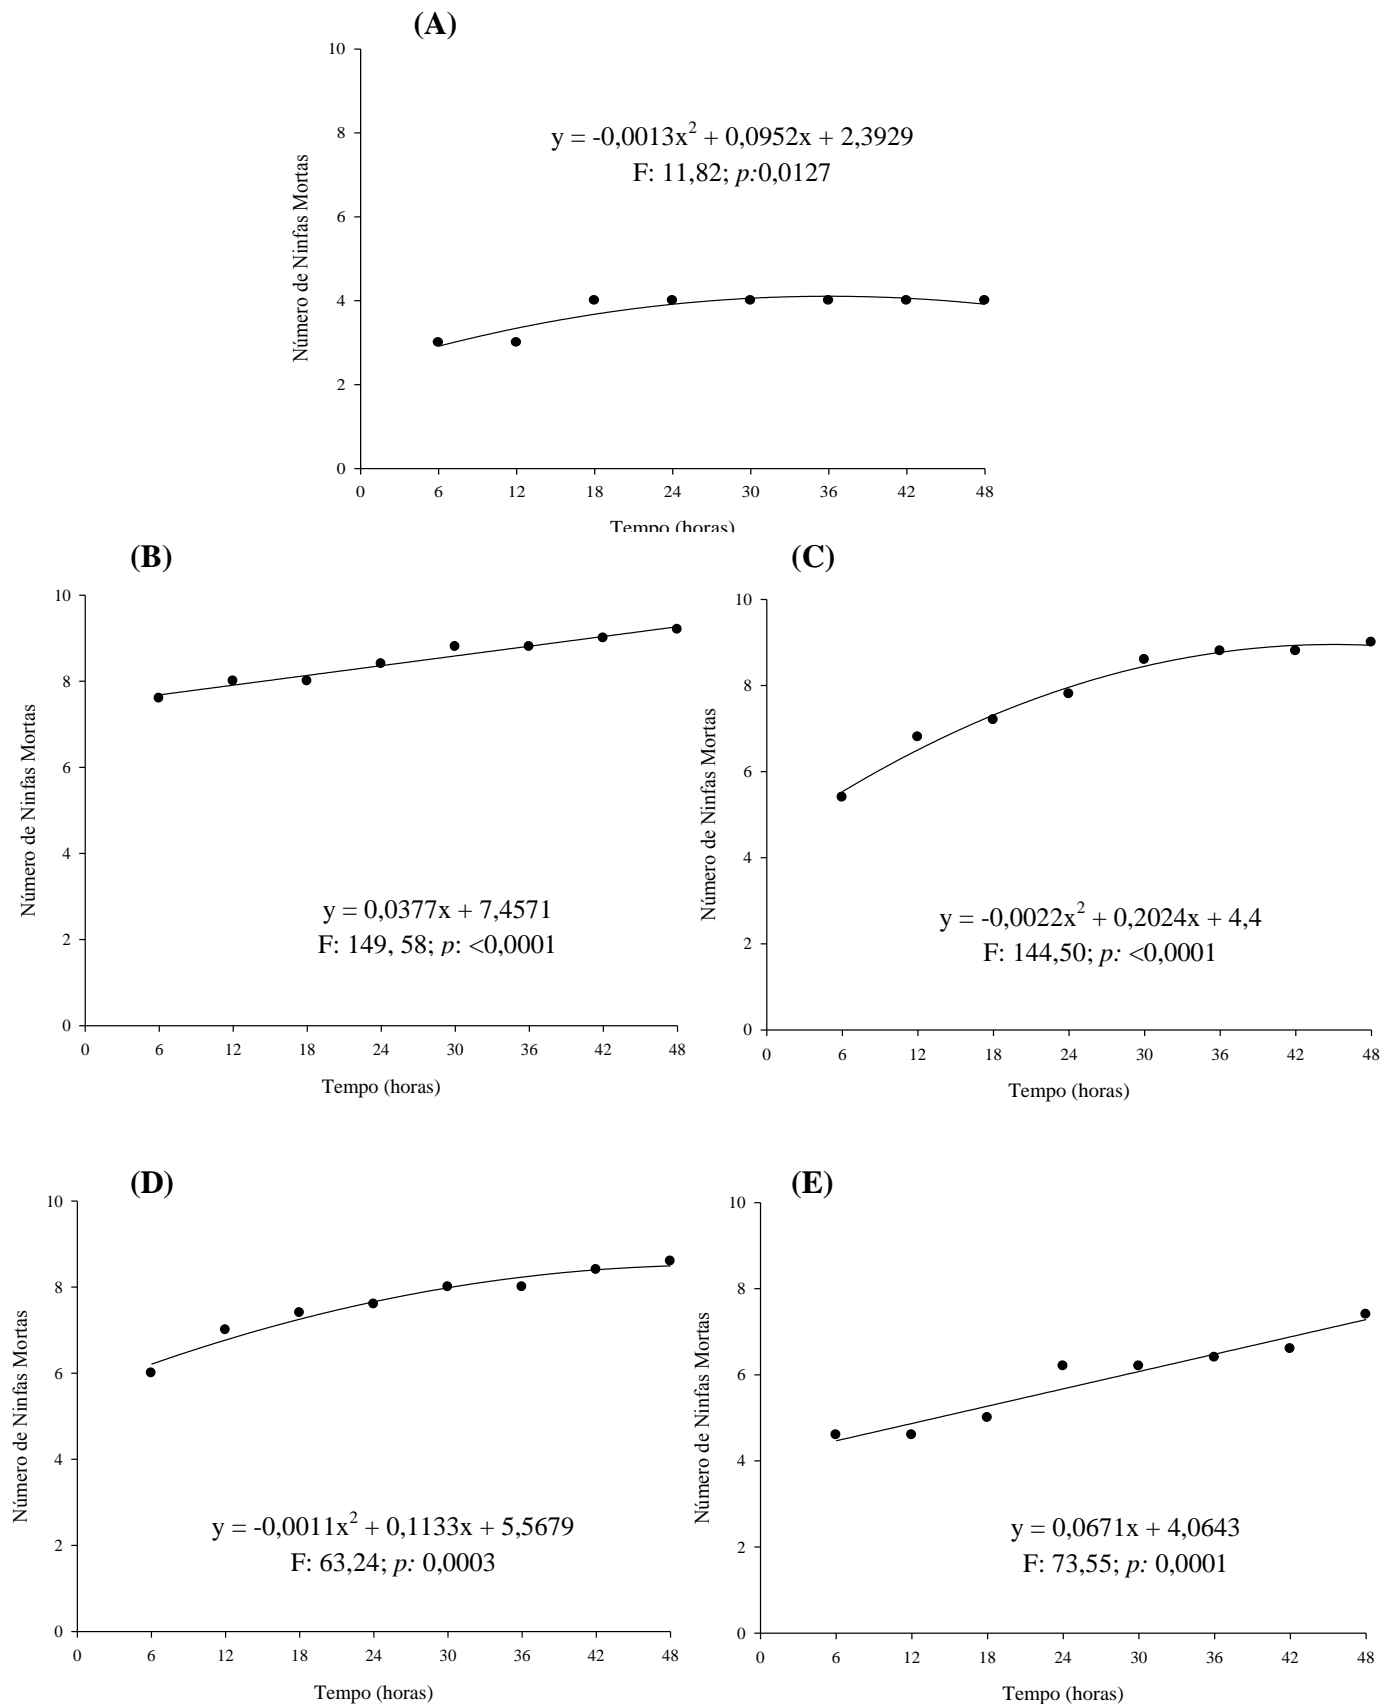 (A)
10
8
6
4
2
0
Número de Ninfas Mortas
y = -0,0013x² + 0,0952x + 2,3929
F: 11,82; p:0,0127
0 6 12 18 24 30 36 42 48
Tempo (horas)
(B)
10
8
6
4
2
0
Número de Ninfas Mortas
y = 0,0377x + 7,4571
F: 149, 58; p: <0,0001
0 6 12 18 24 30 36 42 48
Tempo (horas)
(C)
10
8
6
4
2
0
Número de Ninfas Mortas
y = -0,0022x² + 0,2024x + 4,4
F: 144,50; p: <0,0001
0 6 12 18 24 30 36 42 48
Tempo (horas)
(D)
10
8
6
4
2
0
Número de Ninfas Mortas
y = -0,0011x² + 0,1133x + 5,5679
F: 63,24; p: 0,0003
0 6 12 18 24 30 36 42 48
Tempo (horas)
(E)
10
8
6
4
2
0
Número de Ninfas Mortas
y = 0,0671x + 4,0643
F: 73,55; p: 0,0001
0 6 12 18 24 30 36 42 48
Tempo (horas)